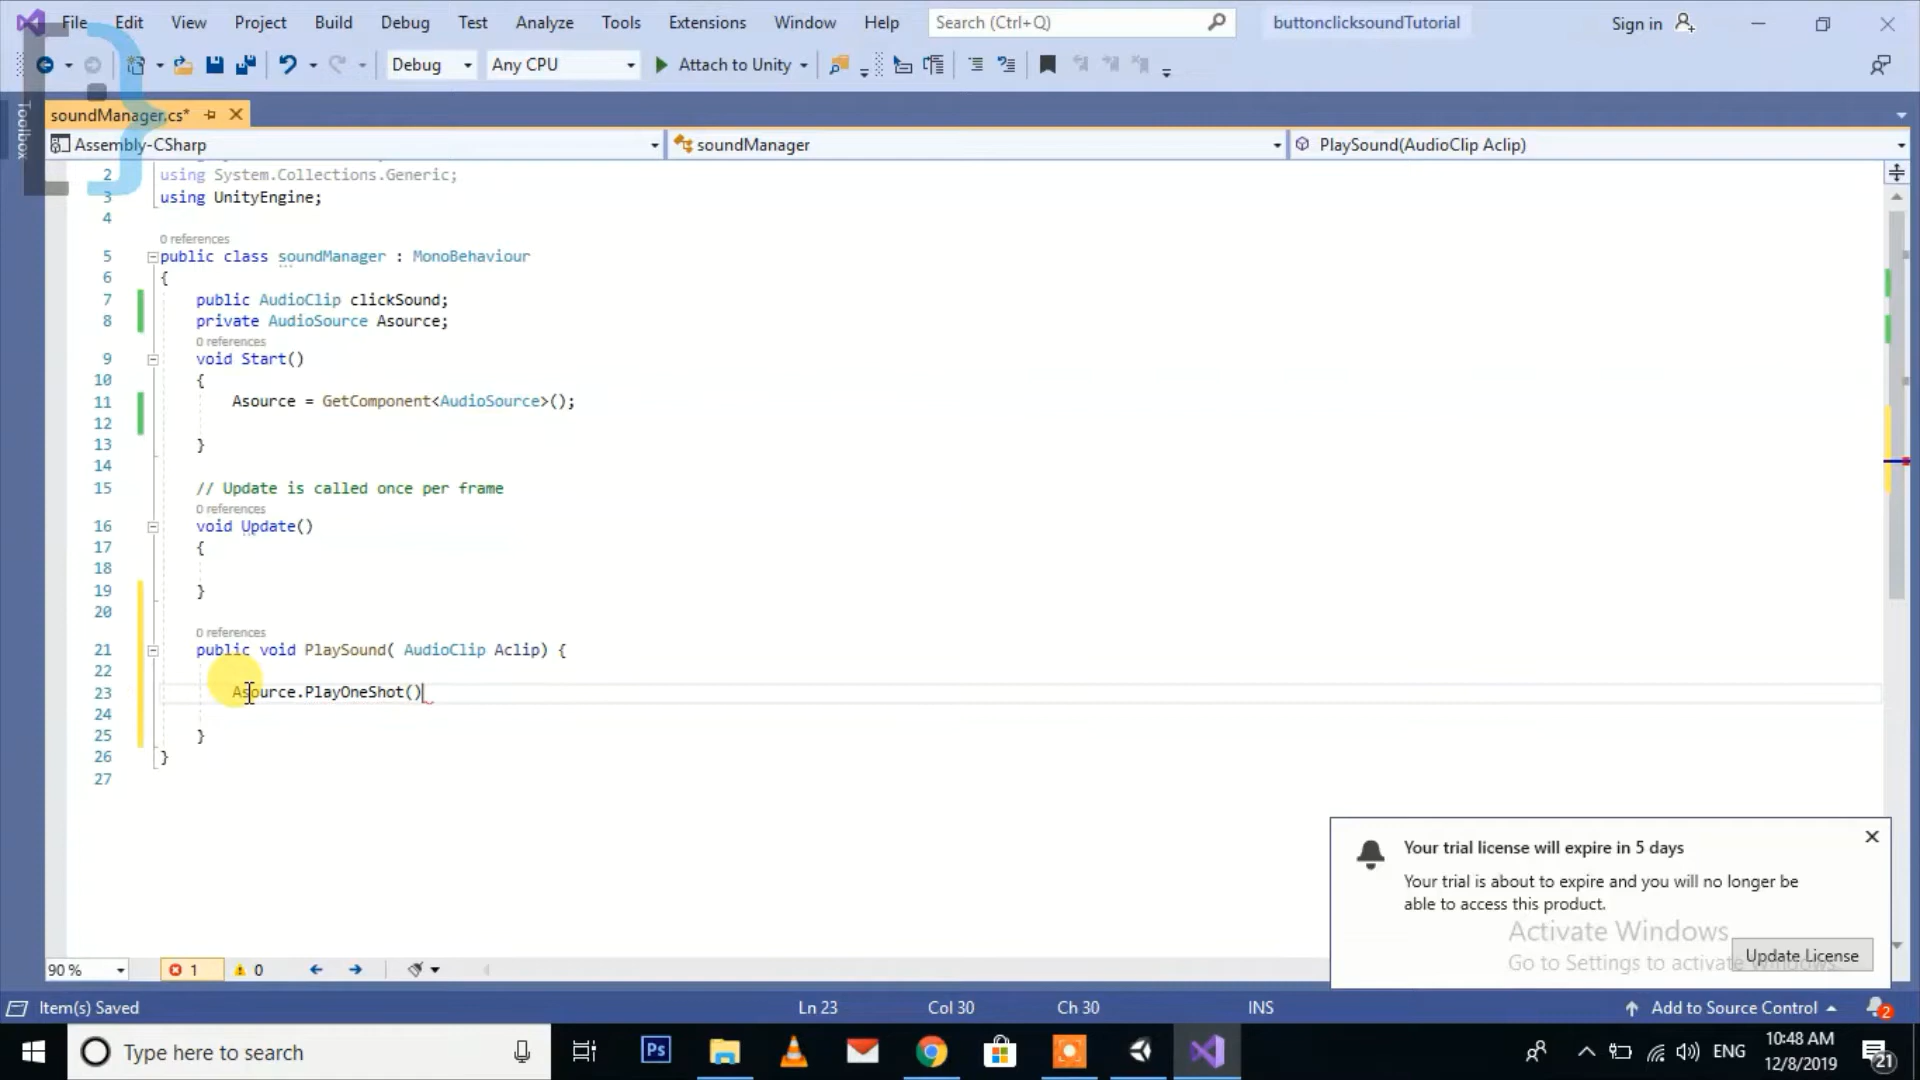 File Edit View Project Build Debug Test Analyze Tools Extensions Window Help Search (Ctrl+Q) buttonclicksoundTutorial Sign in
Debug Any CPU Attach to Unity
Toolbox
soundManager.cs*
Assembly-CSharp soundManager PlaySound(AudioClip Aclip)
2 using System.Collections.Generic;
3 using UnityEngine;
4
0 references
5 public class soundManager : MonoBehaviour
6 {
7 public AudioClip clickSound;
8 private AudioSource Asource;
0 references
9 void Start()
10 {
11 Asource = GetComponent<AudioSource>();
12
13 }
14
15 // Update is called once per frame
0 references
16 void Update()
17 {
18
19 }
20
0 references
21 public void PlaySound( AudioClip Aclip) {
22
23 Asource.PlayOneShot()
24
25 }
26 }
27
Your trial license will expire in 5 days
Your trial is about to expire and you will no longer be
able to access this product.
Activate Windows
Go to Settings to activate Windows.
Update License
90 % 1 0
Item(s) Saved Ln 23 Col 30 Ch 30 INS Add to Source Control 2
Type here to search Ps ENG 10:48 AM
12/8/2019 21